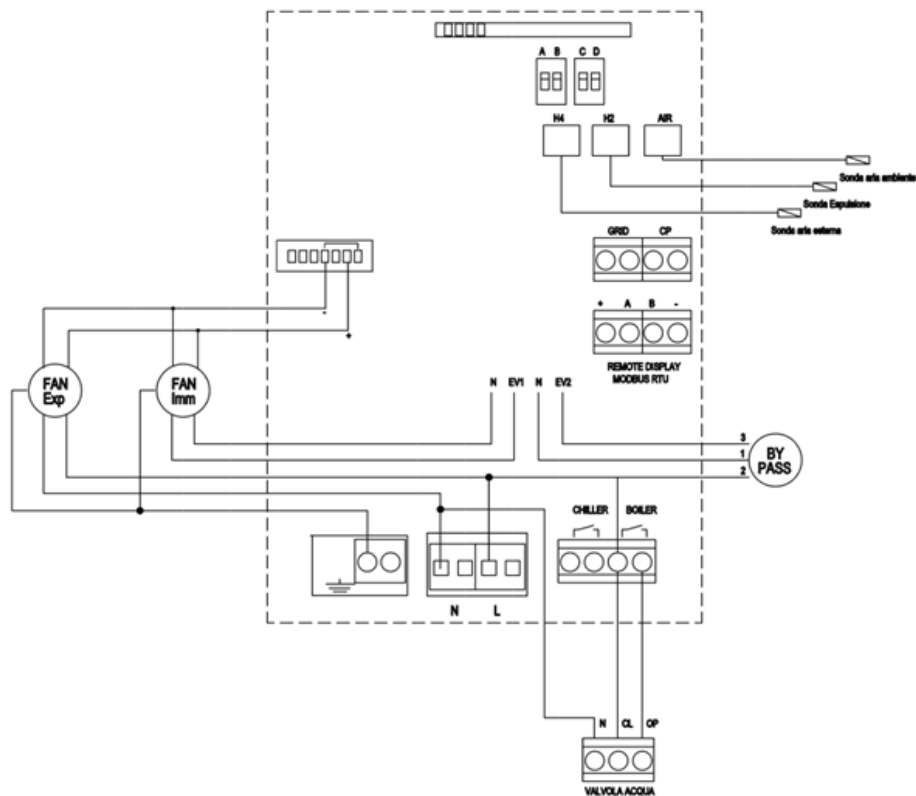 A B C D
H4 H2 AIR
Sonda aria ambiente
Sonda Espulsione
Sonda aria esterna
GRID CP
-
+
+ A B -
REMOTE DISPLAY
MODBUS RTU
FAN
Exp
FAN
Imm
N EV1 N EV2
3
1
2
BY
PASS
CHILLER BOILER
N L
N CL OP
VALVOLA ACQUA